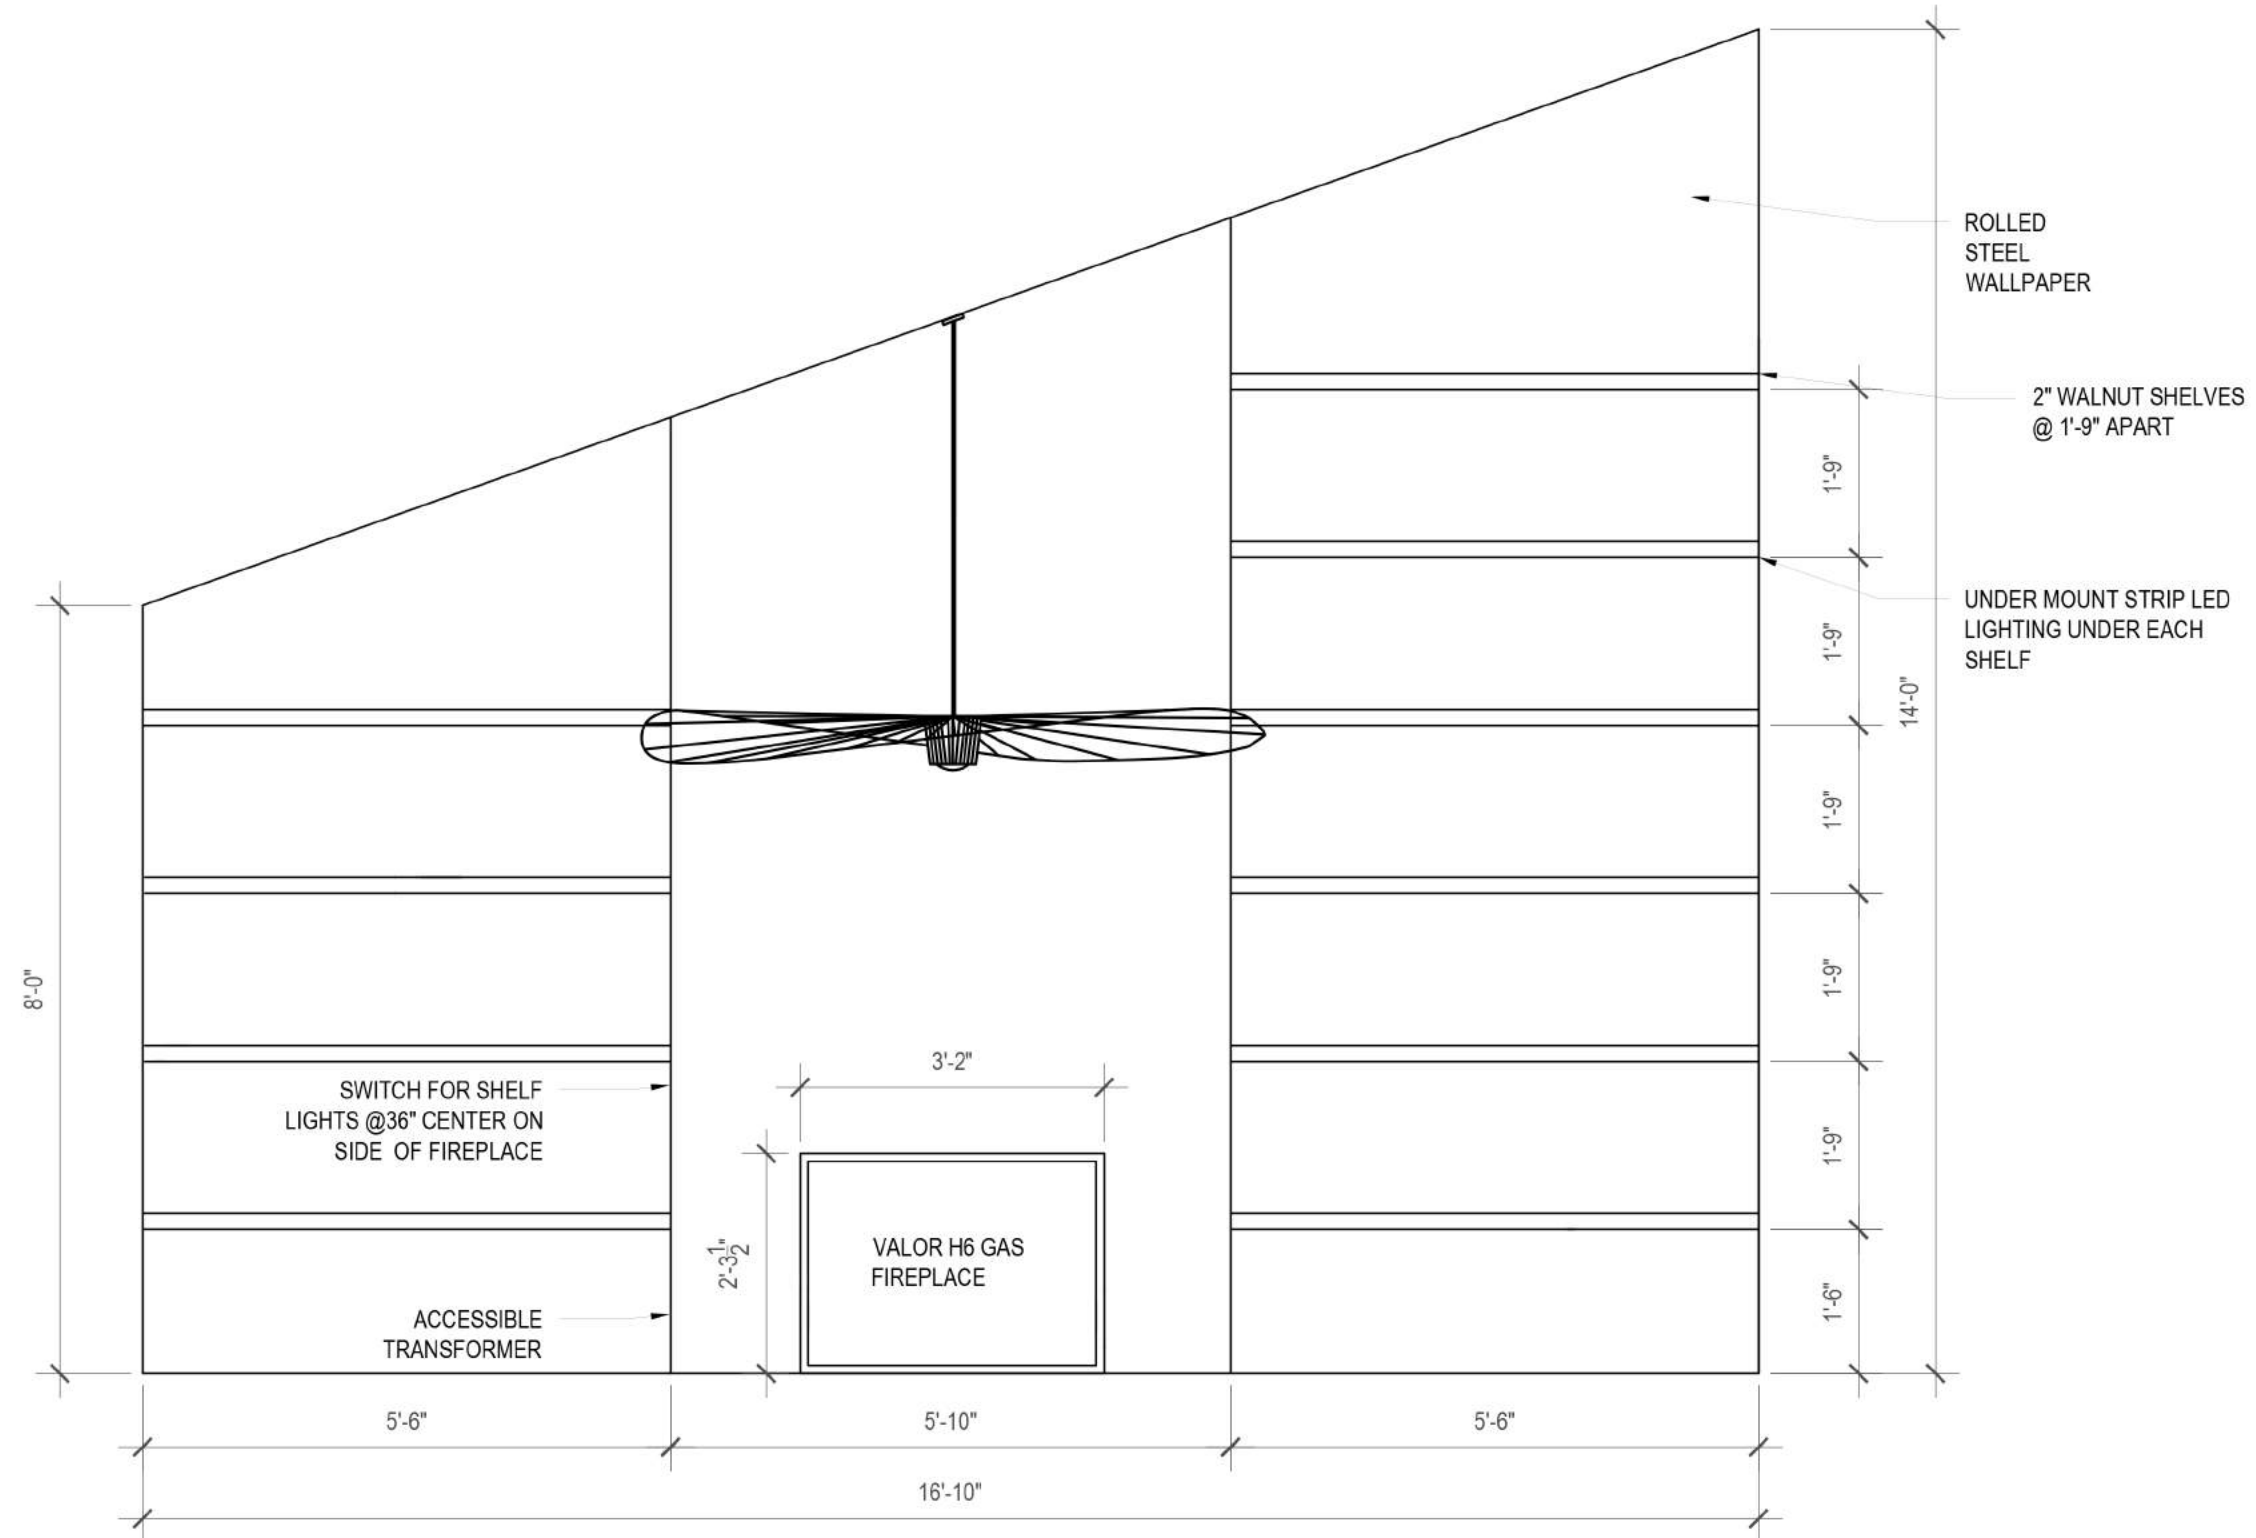 ROLLED
STEEL
WALLPAPER
2" WALNUT SHELVES
@ 1'-9" APART
1'-9"
UNDER MOUNT STRIP LED
LIGHTING UNDER EACH
SHELF
1'-9"
14'-0"
1'-9"
8'-0"
1'-9"
3'-2"
SWITCH FOR SHELF
LIGHTS @36" CENTER ON
SIDE OF FIREPLACE
1'-9"
2'-3 1/2"
VALOR H6 GAS
FIREPLACE
1'-6"
ACCESSIBLE
TRANSFORMER
5'-6"
5'-10"
5'-6"
16'-10"